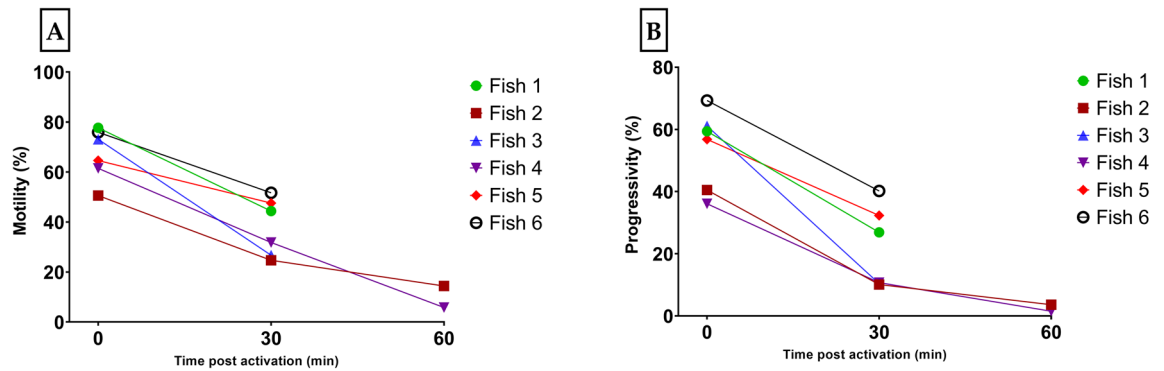 A
Motility (%)
100
80
60
40
20
0
0 30 60
Time post activation (min)
Fish 1
Fish 2
Fish 3
Fish 4
Fish 5
Fish 6
B
Progressivity (%)
80
60
40
20
0
0 30 60
Time post activation (min)
Fish 1
Fish 2
Fish 3
Fish 4
Fish 5
Fish 6